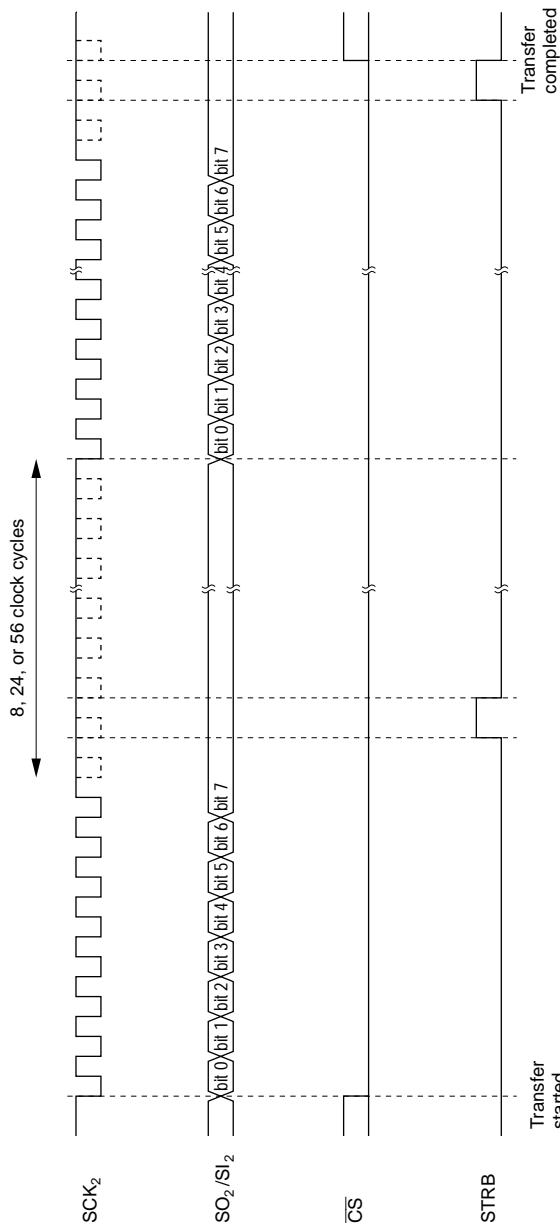 8, 24, or 56 clock cycles
SCK₂
SO₂/SI₂
bit 0 bit 1 bit 2 bit 3 bit 4 bit 5 bit 6 bit 7
bit 0 bit 1 bit 2 bit 3 bit 4 bit 5 bit 6 bit 7
C̅S̅
STRB
Transfer
started
Transfer
completed